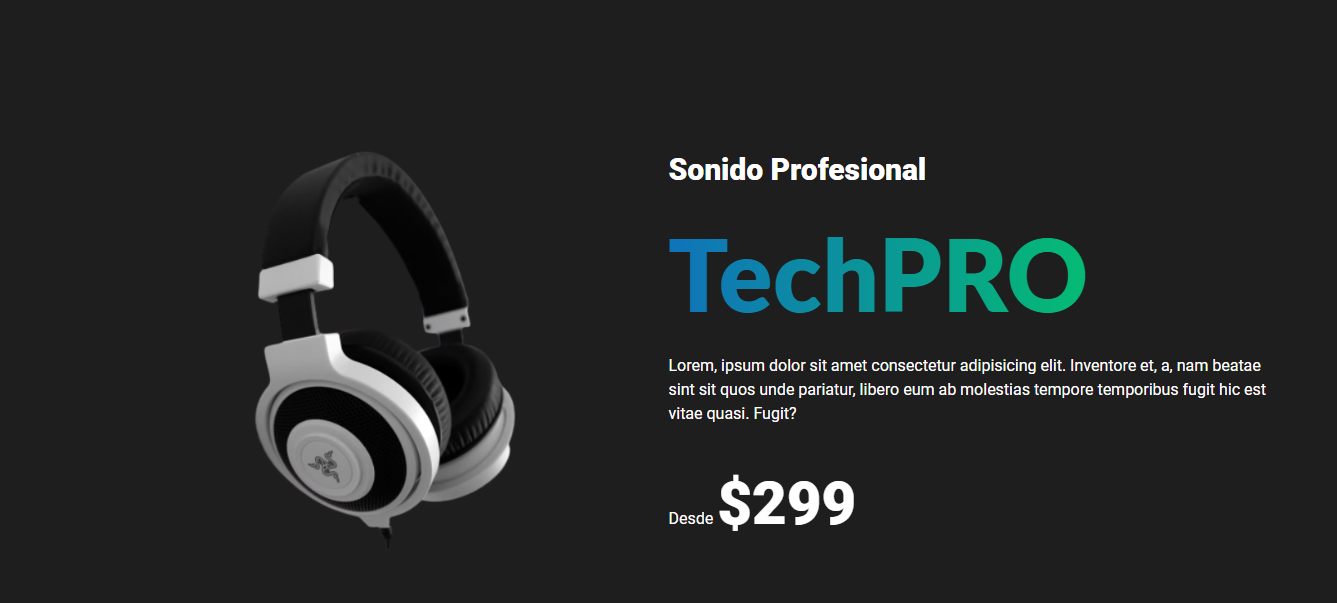 Sonido Profesional
TechPRO
Lorem, ipsum dolor sit amet consectetur adipisicing elit. Inventore et, a, nam beatae
sint sit quos unde pariatur, libero eum ab molestias tempore temporibus fugit hic est
vitae quasi. Fugit?
Desde $299